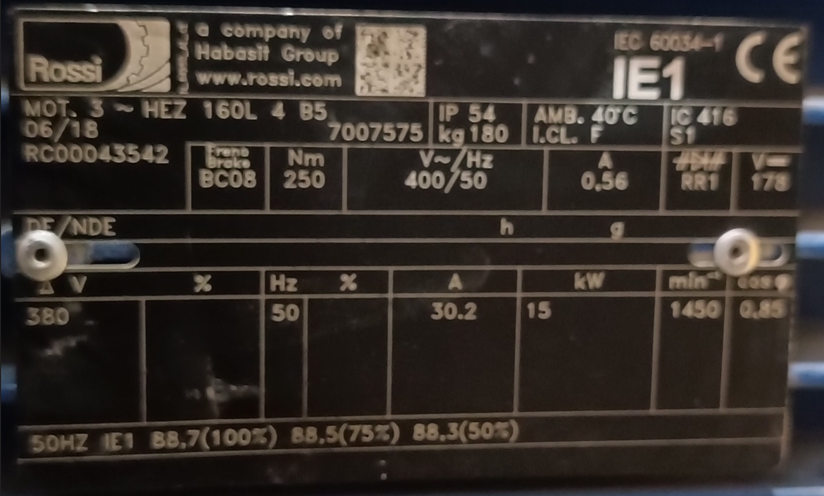 Rossi
a company of
Habasit Group
www.rossi.com
IEC 60034-1
IE1
CE
MOT. 3 ~ HEZ 160L 4 B5
06/18 7007575
IP 54
kg 180
AMB. 40°C
I.CL. F
IC 416
S1
RC00043542
Freno
Brake
BC08
Nm
250
V~/Hz
400/50
A
0,56
RR1
V⎓
178
DE/NDE h g
Δ V % Hz % A kW min⁻¹ cos φ
380 50 30.2 15 1450 0,85
50HZ IE1 88,7(100%) 88,5(75%) 88,3(50%)